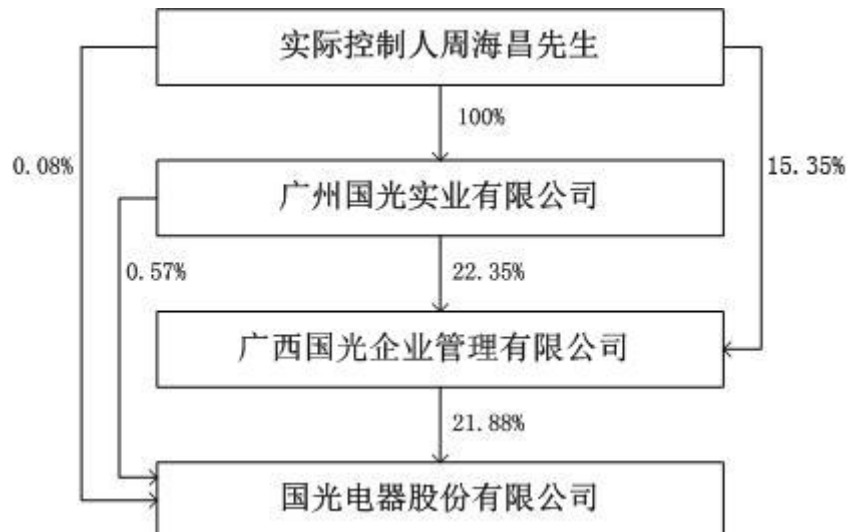 实际控制人周海昌先生
100%
0.08%
15.35%
广州国光实业有限公司
0.57%
22.35%
广西国光企业管理有限公司
21.88%
国光电器股份有限公司